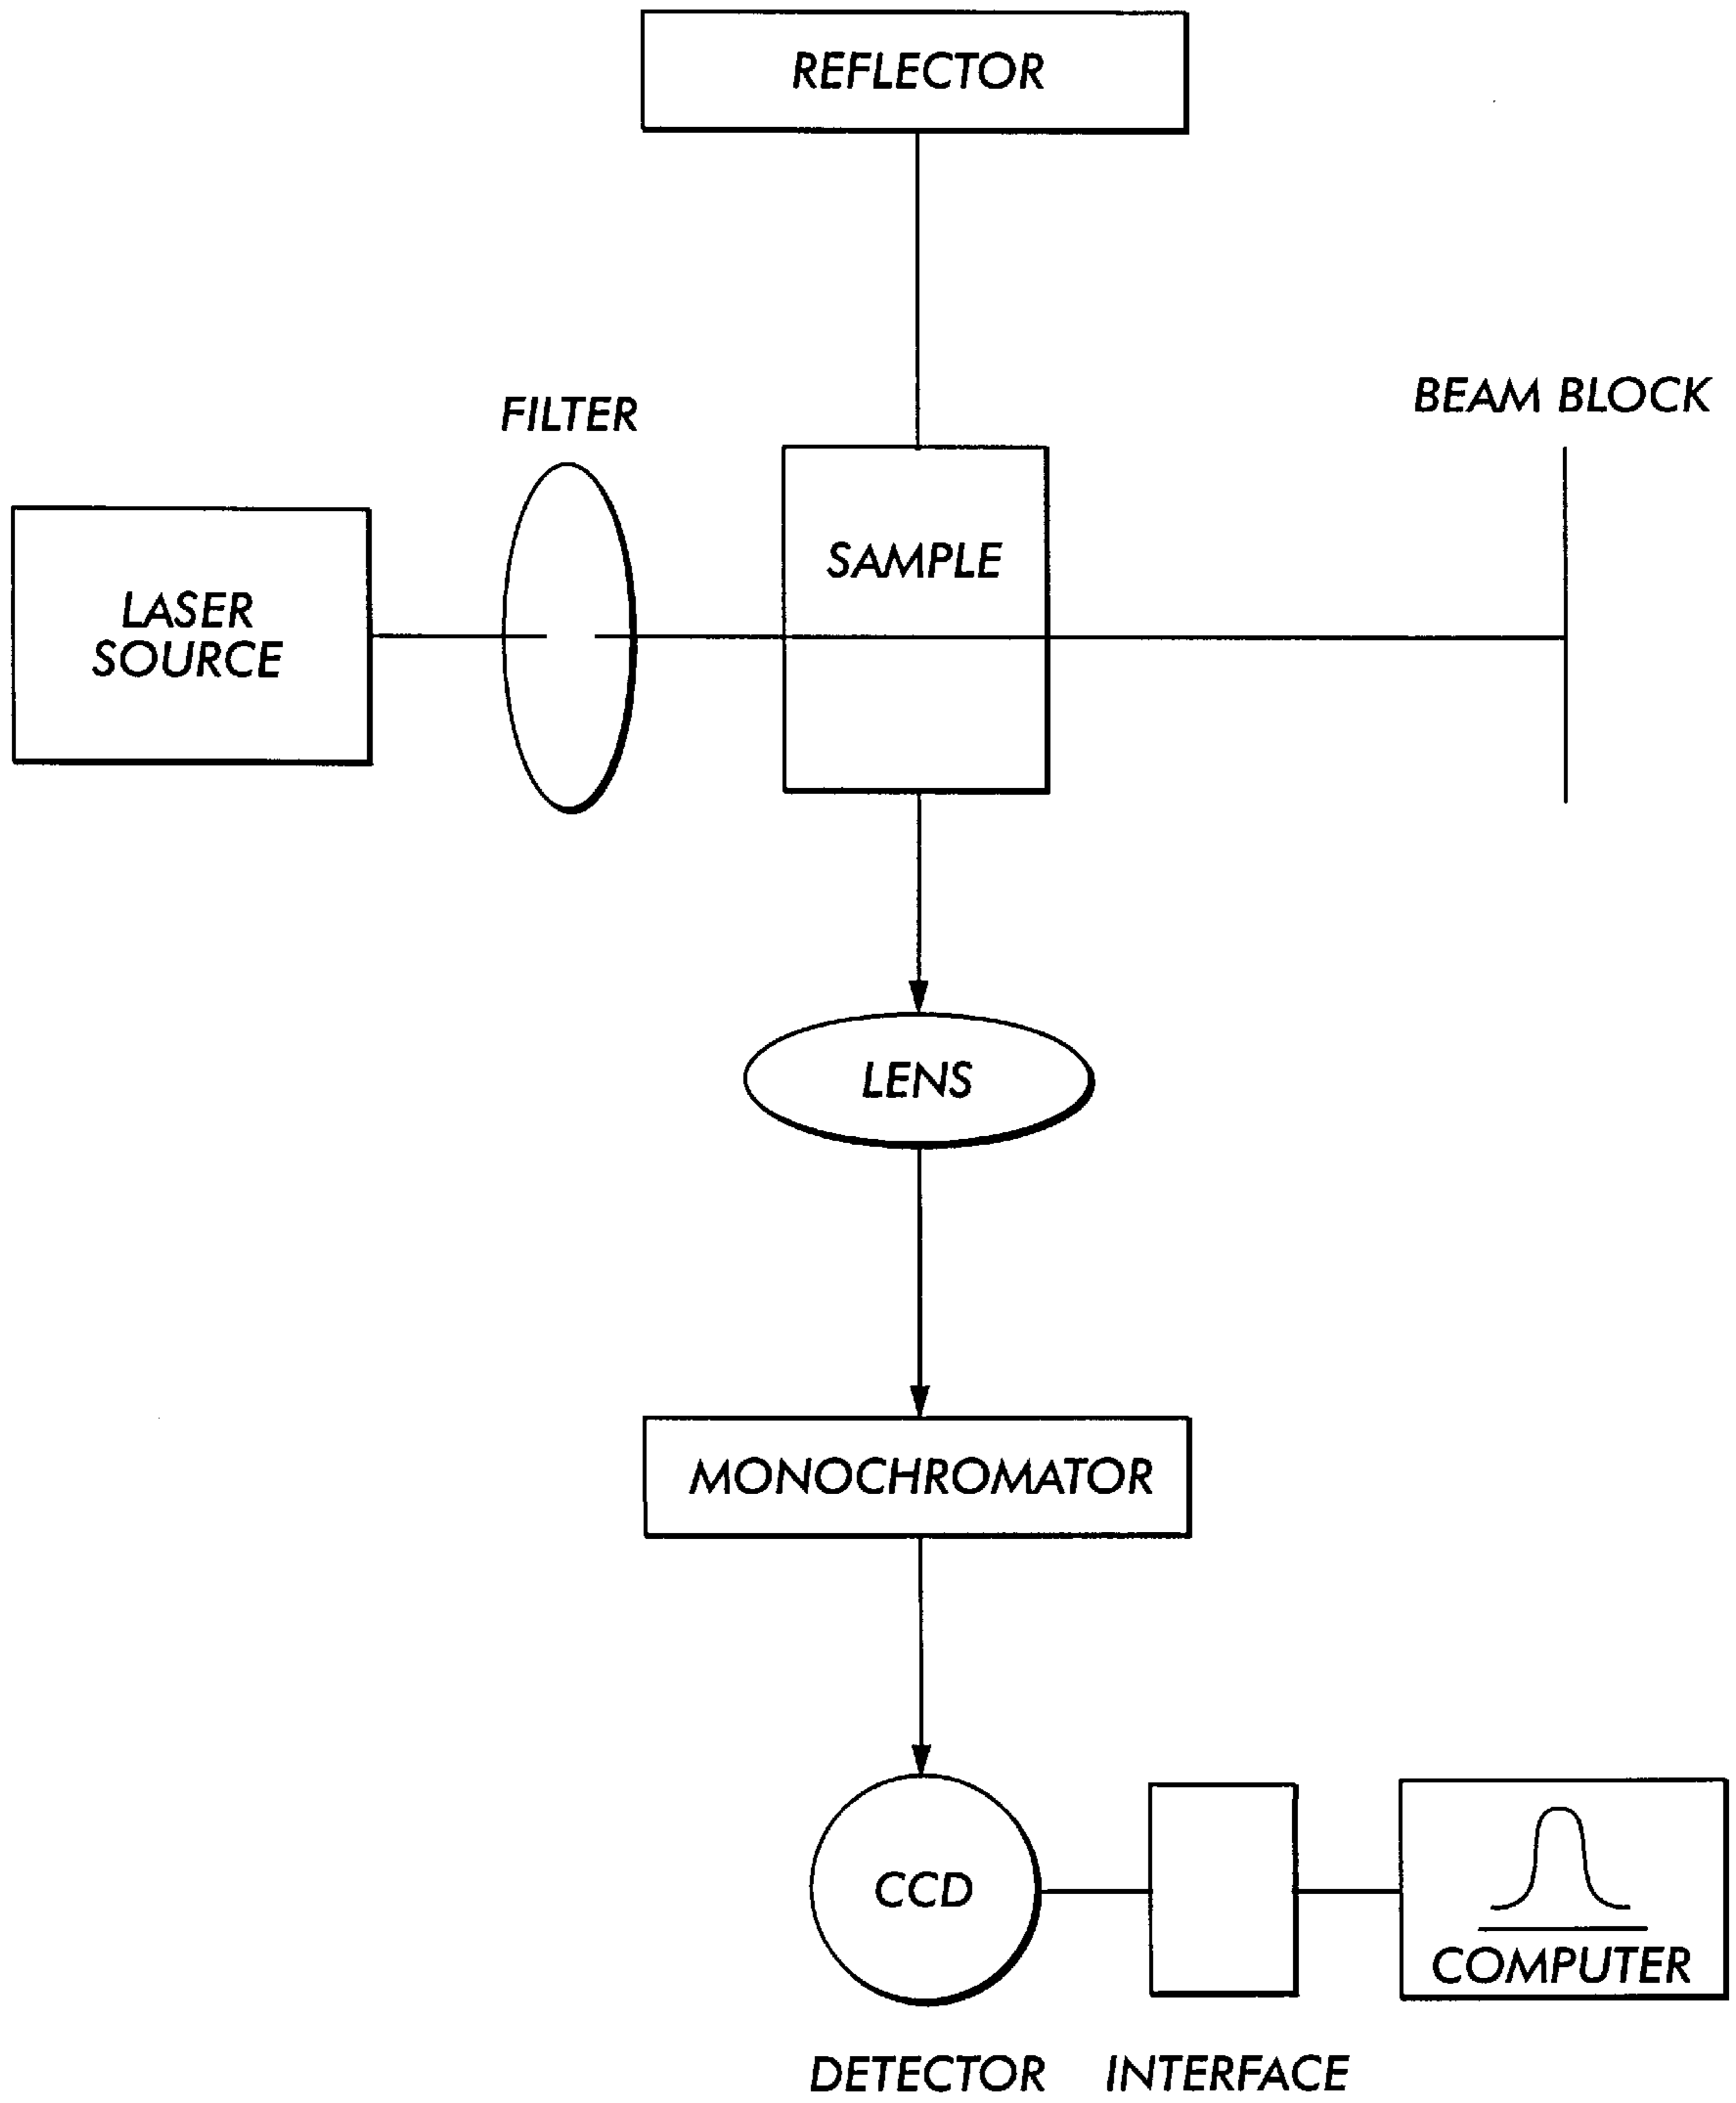 REFLECTOR
FILTER
BEAM BLOCK
SAMPLE
LASER
SOURCE
LENS
MONOCHROMATOR
CCD
COMPUTER
DETECTOR
INTERFACE